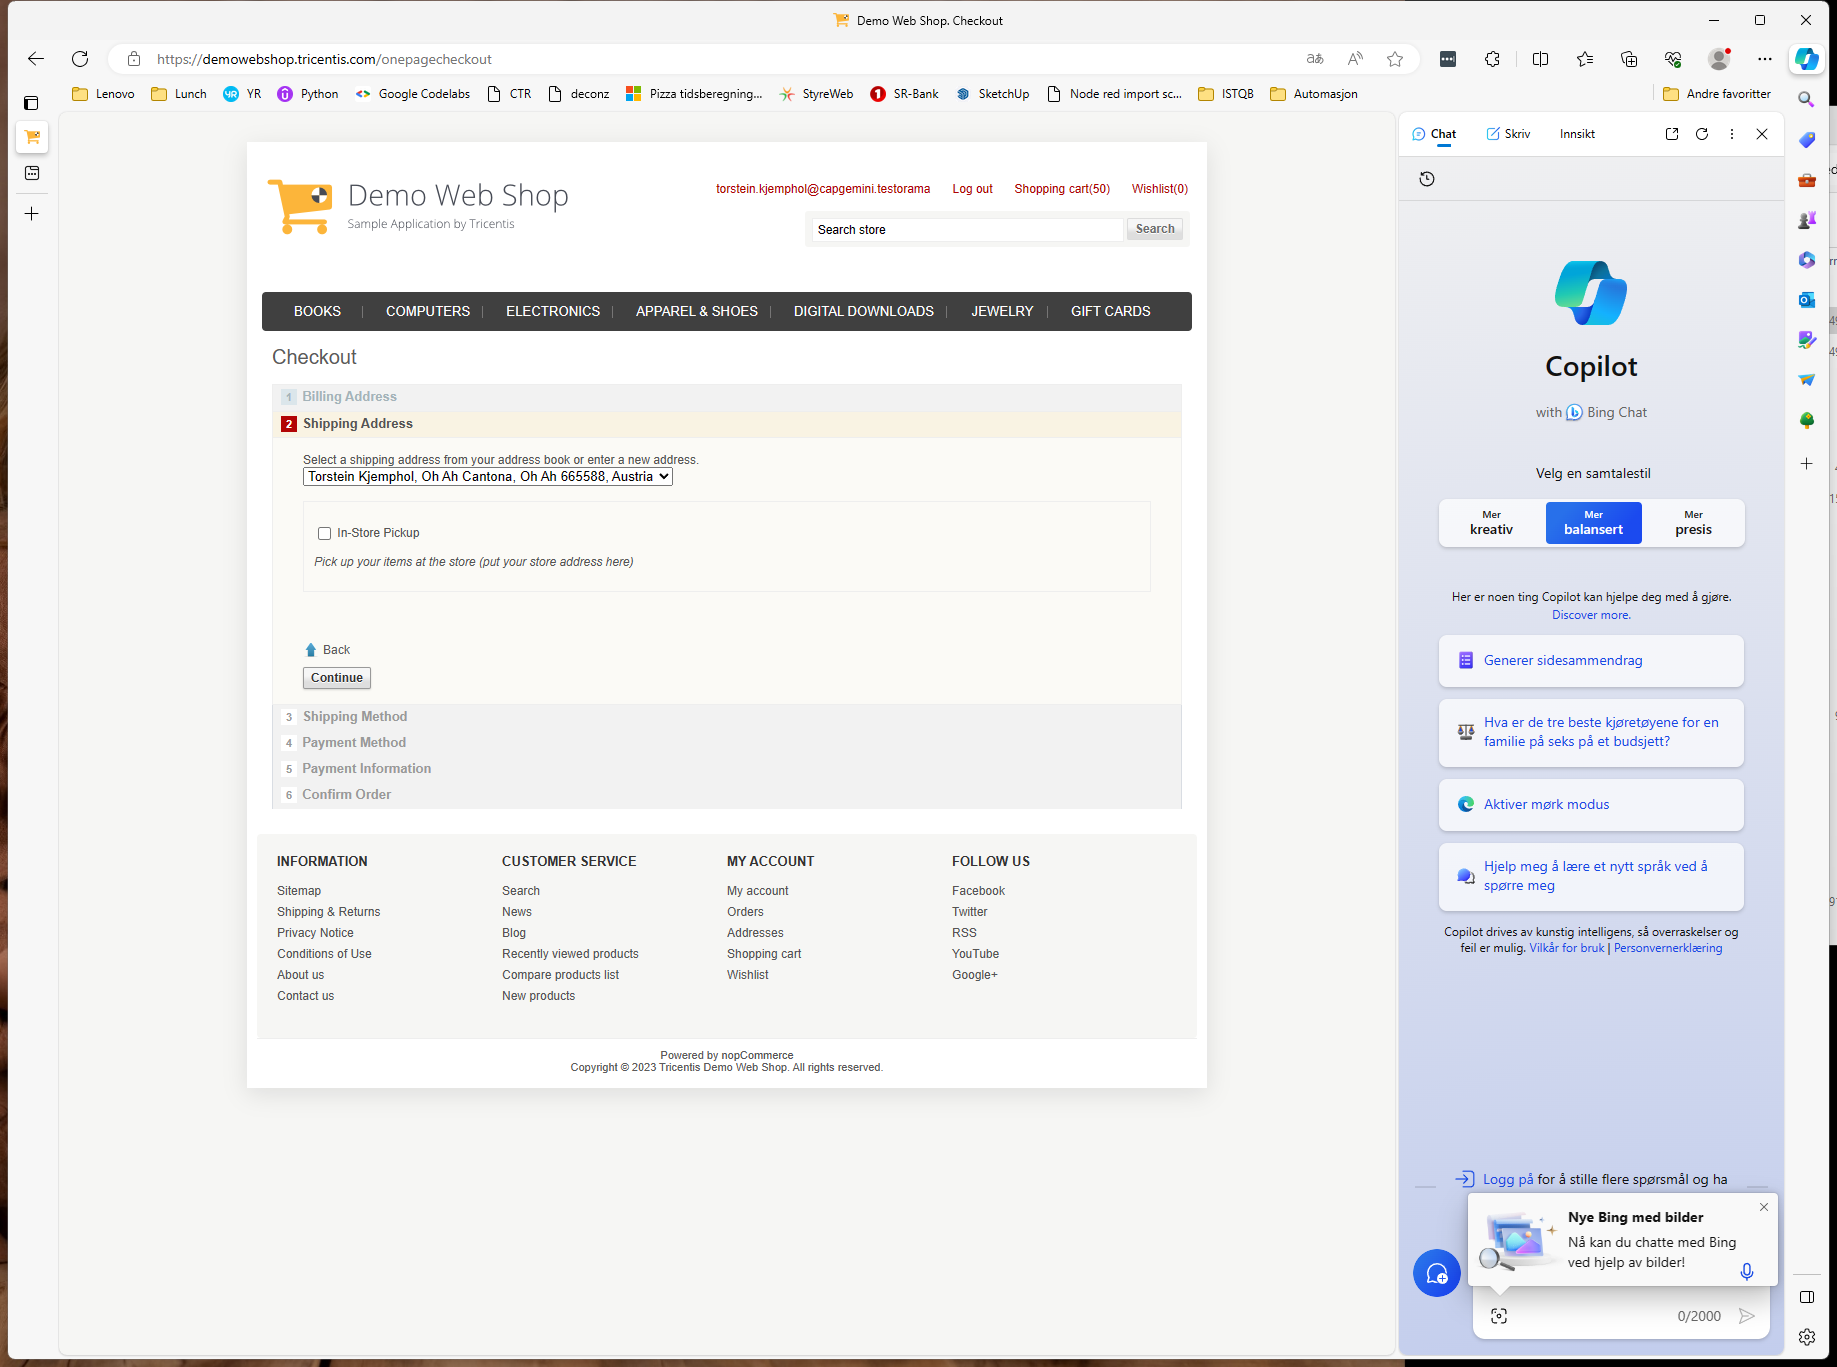 Demo Web Shop. Checkout
https://demowebshop.tricentis.com/onepagecheckout
Lenovo
Lunch
YR
Python
Google Codelabs
CTR
deconz
Pizza tidsberegning...
StyreWeb
SR-Bank
SketchUp
Node red import sc...
ISTQB
Automasjon
Andre favoritter
Demo Web Shop
Sample Application by Tricentis
torstein.kjemphol@capgemini.testorama
Log out
Shopping cart(50)
Wishlist(0)
Search store
Search
BOOKS
COMPUTERS
ELECTRONICS
APPAREL & SHOES
DIGITAL DOWNLOADS
JEWELRY
GIFT CARDS
Checkout
1 Billing Address
2 Shipping Address
Select a shipping address from your address book or enter a new address.
Torstein Kjemphol, Oh Ah Cantona, Oh Ah 665588, Austria
In-Store Pickup
Pick up your items at the store (put your store address here)
Back
Continue
3 Shipping Method
4 Payment Method
5 Payment Information
6 Confirm Order
INFORMATION
Sitemap
Shipping & Returns
Privacy Notice
Conditions of Use
About us
Contact us
CUSTOMER SERVICE
Search
News
Blog
Recently viewed products
Compare products list
New products
MY ACCOUNT
My account
Orders
Addresses
Shopping cart
Wishlist
FOLLOW US
Facebook
Twitter
RSS
YouTube
Google+
Powered by nopCommerce
Copyright © 2023 Tricentis Demo Web Shop. All rights reserved.
Chat
Skriv
Innsikt
Copilot
with Bing Chat
Velg en samtalestil
Mer kreativ
Mer balansert
Mer presis
Her er noen ting Copilot kan hjelpe deg med å gjøre.
Discover more.
Generer sidesammendrag
Hva er de tre beste kjøretøyene for en
familie på seks på et budsjett?
Aktiver mørk modus
Hjelp meg å lære et nytt språk ved å
spørre meg
Copilot drives av kunstig intelligens, så overraskelser og
feil er mulig. Vilkår for bruk | Personvernerklæring
Logg på for å stille flere spørsmål og ha
Nye Bing med bilder
Nå kan du chatte med Bing
ved hjelp av bilder!
0/2000